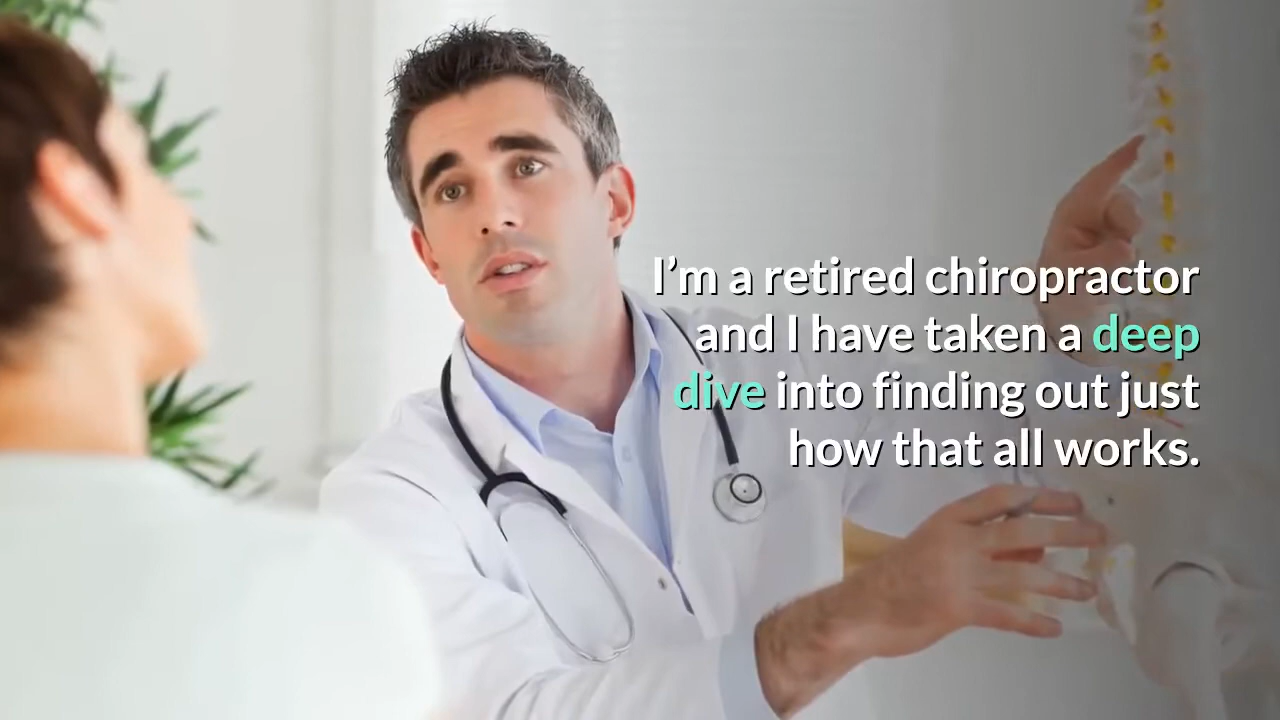 I’m a retired chiropractor
and I have taken a deep
dive into finding out just
how that all works.